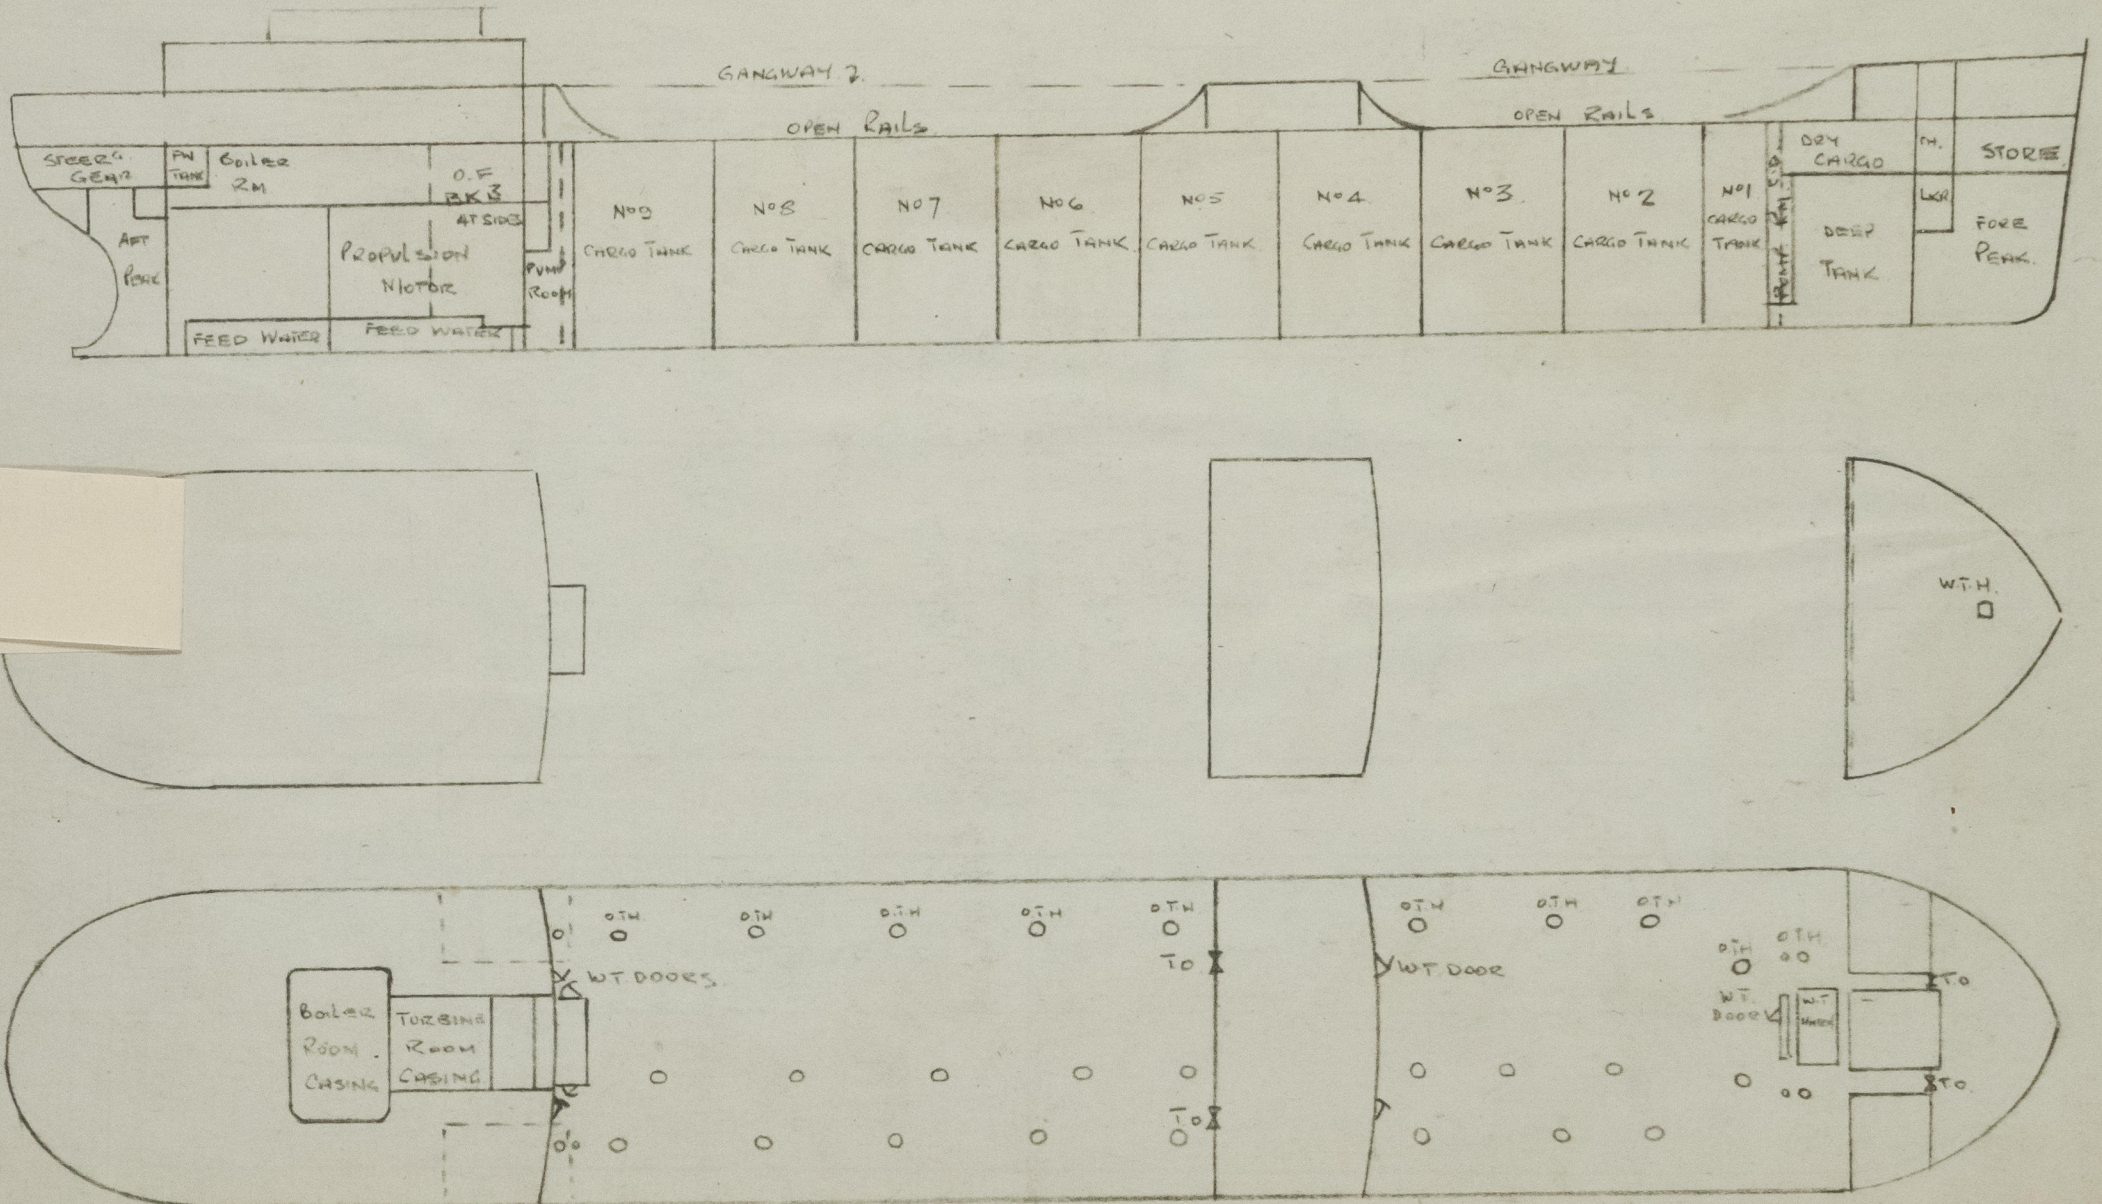 GANGWAY 2.
GANGWAY
OPEN RAILS
OPEN RAILS
STEERG
GEAR
FW
TANK
BOILER
RM
O.F
BKB
AT SIDES
AFT
PEAK
PROPULSION
MOTOR
PUMP
ROOM
FEED WATER
FEED WATER
No 9
CARGO TANK
No 8
CARGO TANK
No 7
CARGO TANK
No 6
CARGO TANK
No 5
CARGO TANK
No 4
CARGO TANK
No 3
CARGO TANK
No 2
CARGO TANK
No 1
CARGO
TANK
PUMP RM
DRY
CARGO
DEEP
TANK
LKR
STORE
FORE
PEAK.
W.T.H.
O.T.H.
O.T.H
O.T.H
O.T.H
O.T.H
O.T.H
O.T.H
O.T.H
O.T.H
O.T.H
W.T DOORS.
T.O
W.T DOOR
T.O
W.T.
DOOR
W.T
BOILER
ROOM.
CASING
TURBINE
ROOM
CASING
T.O
T.O.